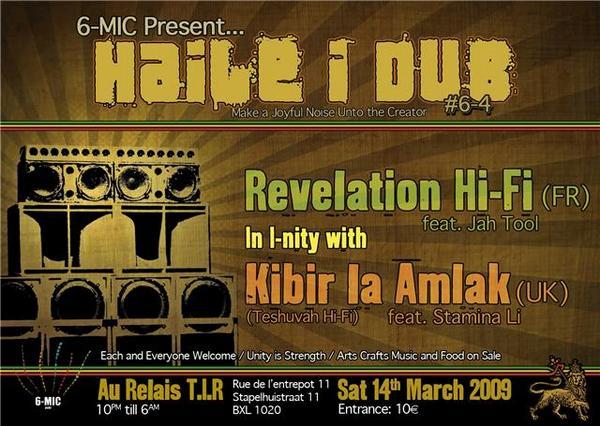 6-MIC Present...
HaiLe i DUB
#6-4
Make a Joyful Noise Unto the Creator
Revelation Hi-Fi (FR)
feat. Jah Tool
In I-nity with
Kibir la Amlak (UK)
(Teshuvah Hi-Fi) feat. Stamina Li
Each and Everyone Welcome / Unity is Strength / Arts Crafts Music and Food on Sale
6-MIC
Au Relais T.I.R
10PM till 6AM
Rue de l'entrepot 11
Stapelhuistraat 11
BXL 1020
Sat 14th March 2009
Entrance: 10€